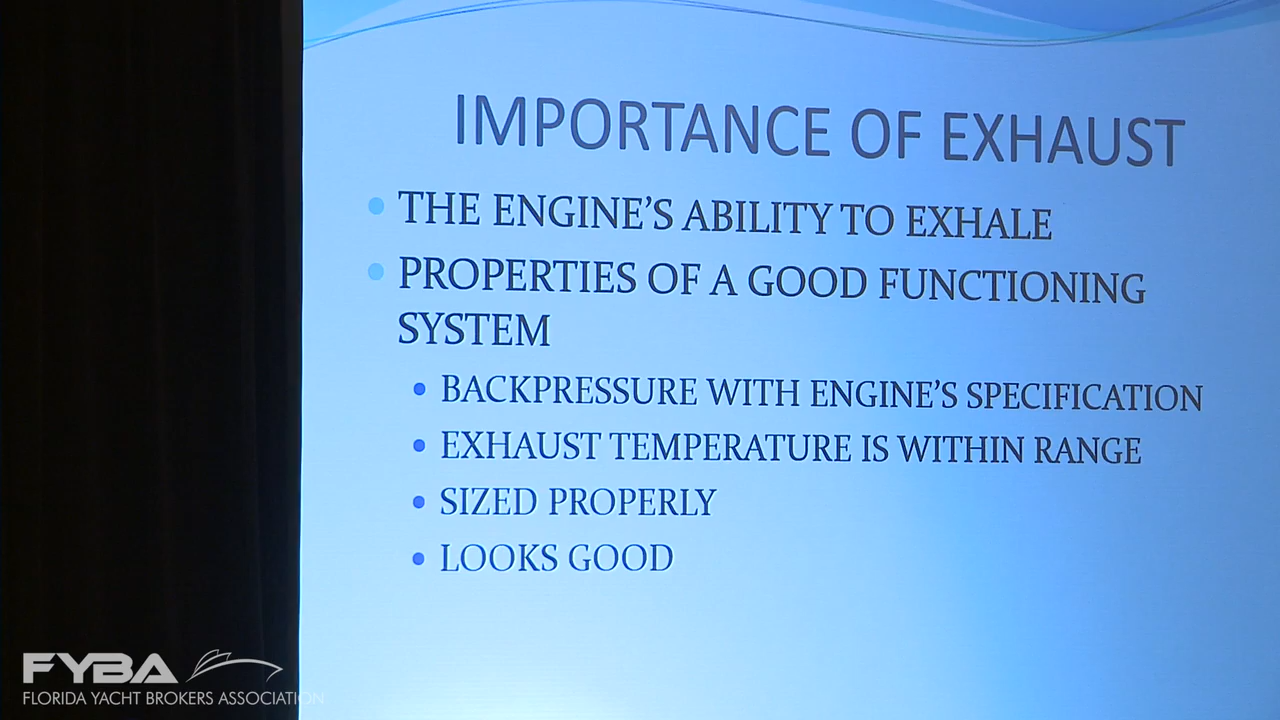 IMPORTANCE OF EXHAUST
THE ENGINE'S ABILITY TO EXHALE
PROPERTIES OF A GOOD FUNCTIONING
SYSTEM
BACKPRESSURE WITH ENGINE'S SPECIFICATION
EXHAUST TEMPERATURE IS WITHIN RANGE
SIZED PROPERLY
LOOKS GOOD
FYBA
FLORIDA YACHT BROKERS ASSOCIATION